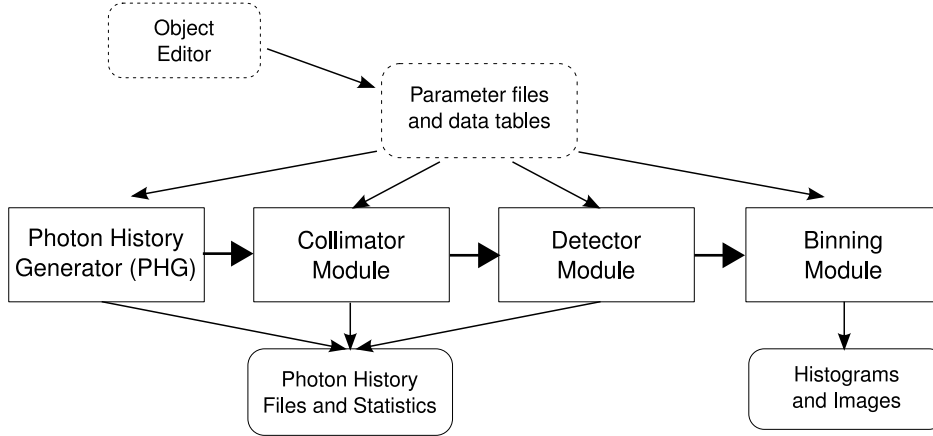 Object
Editor
Parameter files
and data tables
Photon History
Generator (PHG)
Collimator
Module
Detector
Module
Binning
Module
Photon History
Files and Statistics
Histograms
and Images